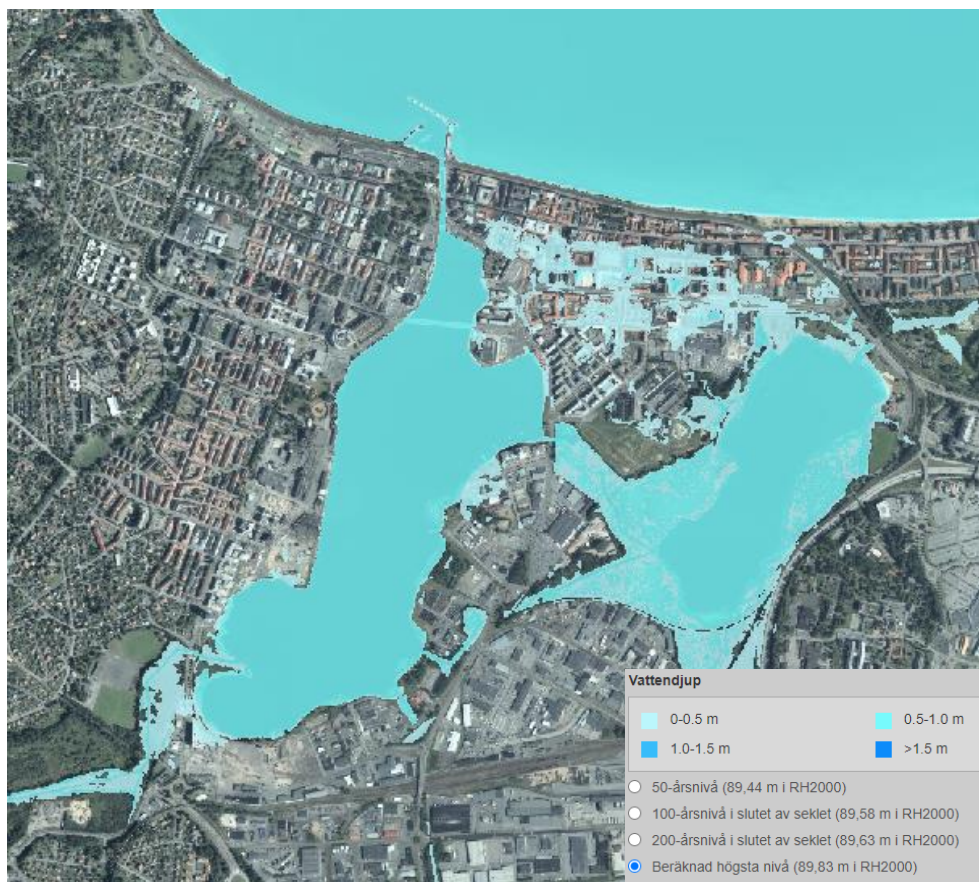 Vattendjup
0-0.5 m
0.5-1.0 m
1.0-1.5 m
>1.5 m
50-årsnivå (89,44 m i RH2000)
100-årsnivå i slutet av seklet (89,58 m i RH2000)
200-årsnivå i slutet av seklet (89,63 m i RH2000)
Beräknad högsta nivå (89,83 m i RH2000)